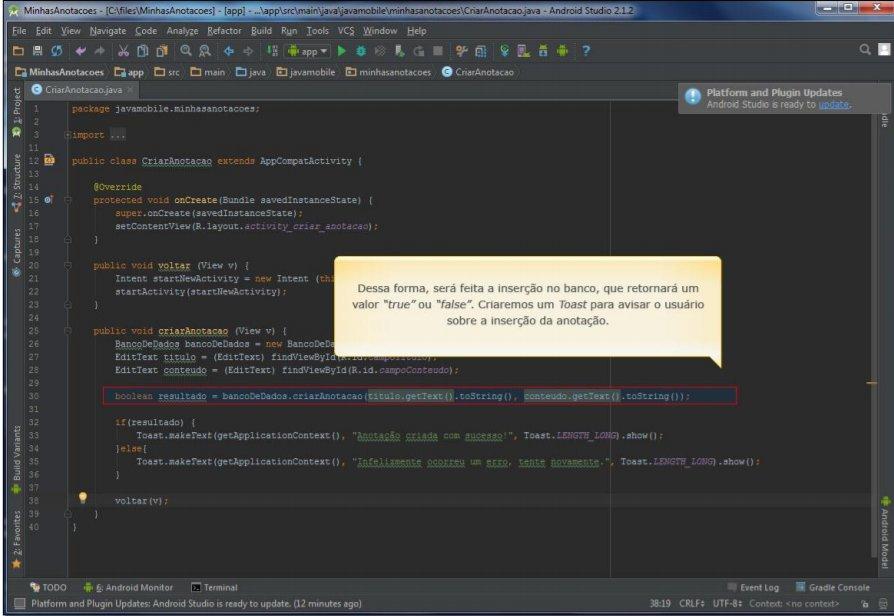 MinhasAnotacoes - [C:\files\MinhasAnotacoes] - [app] - ...\app\src\main\java\javamobile\minhasanotacoes\CriarAnotacao.java - Android Studio 2.1.2
File Edit View Navigate Code Analyze Refactor Build Run Tools VCS Window Help
app
MinhasAnotacoes app src main java javamobile minhasanotacoes CriarAnotacao
CriarAnotacao.java
Platform and Plugin Updates
Android Studio is ready to update.
1: Project
Z: Structure
Captures
Build Variants
2: Favorites
Android Model
1 package javamobile.minhasanotacoes;
2
3 import ...
11
12 public class CriarAnotacao extends AppCompatActivity {
13
14 @Override
15 protected void onCreate(Bundle savedInstanceState) {
16 super.onCreate(savedInstanceState);
17 setContentView(R.layout.activity_criar_anotacao);
18 }
19
20 public void voltar (View v) {
21 Intent startNewActivity = new Intent (thi
22 startActivity(startNewActivity);
23 }
24
25 public void criarAnotacao (View v) {
26 BancoDeDados bancoDeDados = new BancoDeDa
27 EditText titulo = (EditText) findViewById(R.id.campoTitulo);
28 EditText conteudo = (EditText) findViewById(R.id.campoConteudo);
29
30 boolean resultado = bancoDeDados.criarAnotacao(titulo.getText().toString(), conteudo.getText().toString());
31
32 if(resultado) {
33 Toast.makeText(getApplicationContext(), "Anotação criada com sucesso!", Toast.LENGTH_LONG).show();
34 }else{
35 Toast.makeText(getApplicationContext(), "Infelizmente ocorreu um erro, tente novamente.", Toast.LENGTH_LONG).show();
36 }
37
38 voltar(v);
39 }
40 }
Dessa forma, será feita a inserção no banco, que retornará um
valor "true" ou "false". Criaremos um Toast para avisar o usuário
sobre a inserção da anotação.
TODO 6: Android Monitor Terminal Event Log Gradle Console
Platform and Plugin Updates: Android Studio is ready to update. (12 minutes ago) 38:19 CRLF UTF-8 Context: <no context>